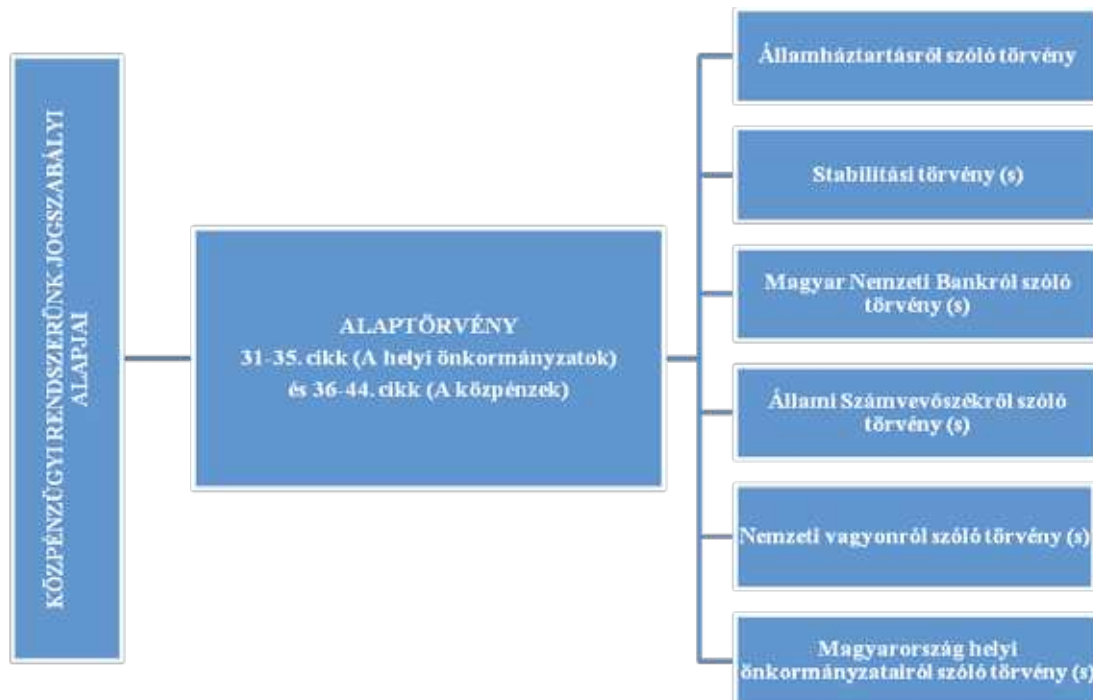 KÖZPÉNZÜGYI RENDSZERÜNK JOGSZABÁLYI
ALAPJAI
ALAPTÖRVÉNY
31-35. cikk (A helyi önkormányzatok)
és 36-44. cikk (A közpénzek)
Államháztartásról szóló törvény
Stabilitási törvény (s)
Magyar Nemzeti Bankról szóló
törvény (s)
Állami Számvevőszékről szóló
törvény (s)
Nemzeti vagyonról szóló törvény (s)
Magyarország helyi
önkormányzatairól szóló törvény (s)